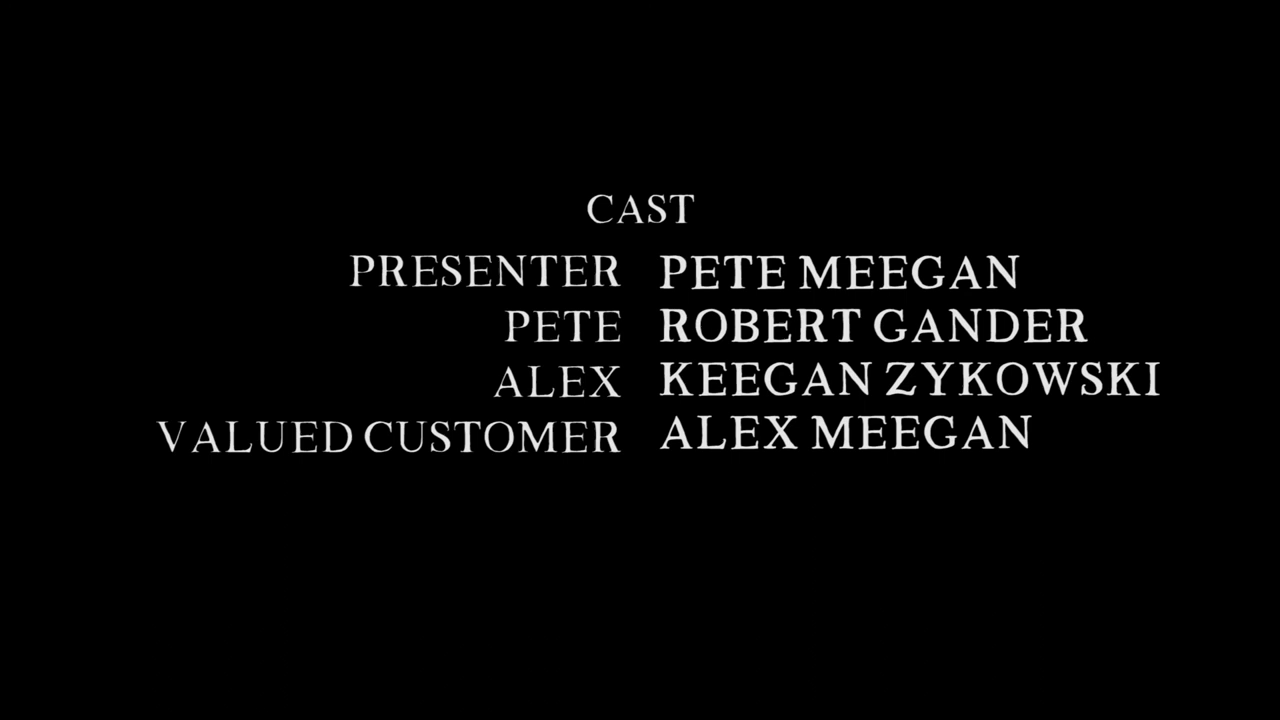 CAST
PRESENTER PETE MEEGAN
PETE ROBERT GANDER
ALEX KEEGAN ZYKOWSKI
VALUED CUSTOMER ALEX MEEGAN